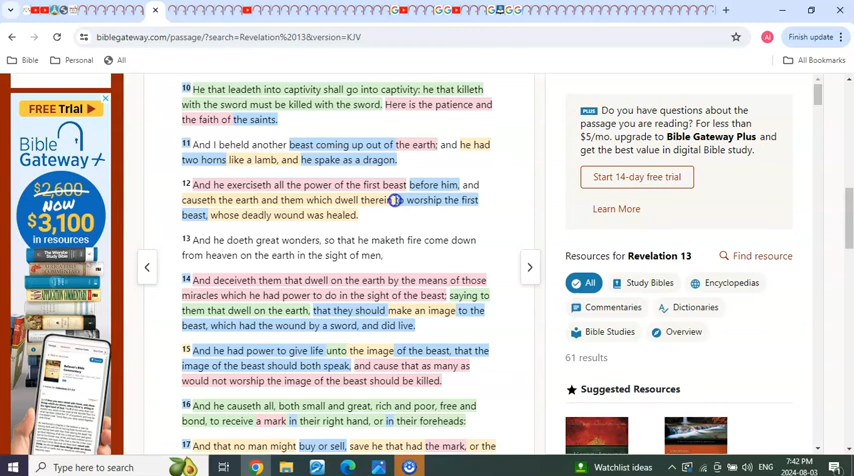 biblegateway.com/passage/?search=Revelation%2013&version=KJV
AI
Finish update
Bible
Personal
All
All Bookmarks
FREE Trial
Bible
Gateway+
$2,600
NOW
$3,100
in resources
10 He that leadeth into captivity shall go into captivity: he that killeth
with the sword must be killed with the sword. Here is the patience and
the faith of the saints.
11 And I beheld another beast coming up out of the earth; and he had
two horns like a lamb, and he spake as a dragon.
12 And he exerciseth all the power of the first beast before him, and
causeth the earth and them which dwell therein to worship the first
beast, whose deadly wound was healed.
13 And he doeth great wonders, so that he maketh fire come down
from heaven on the earth in the sight of men,
14 And deceiveth them that dwell on the earth by the means of those
miracles which he had power to do in the sight of the beast; saying to
them that dwell on the earth, that they should make an image to the
beast, which had the wound by a sword, and did live.
15 And he had power to give life unto the image of the beast, that the
image of the beast should both speak, and cause that as many as
would not worship the image of the beast should be killed.
16 And he causeth all, both small and great, rich and poor, free and
bond, to receive a mark in their right hand, or in their foreheads:
17 And that no man might buy or sell, save he that had the mark, or the
PLUS Do you have questions about the
passage you are reading? For less than
$5/mo. upgrade to Bible Gateway Plus and
get the best value in digital Bible study.
Start 14-day free trial
Learn More
Resources for Revelation 13
Find resource
All
Study Bibles
Encyclopedias
Commentaries
Dictionaries
Bible Studies
Overview
61 results
Suggested Resources
Type here to search
Watchlist ideas
ENG
7:42 PM
2024-08-03